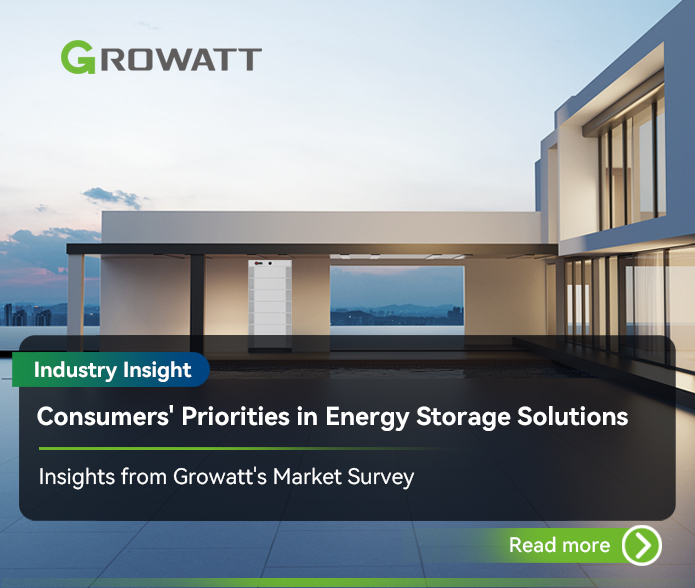 GROWATT
Industry Insight
Consumers' Priorities in Energy Storage Solutions
Insights from Growatt's Market Survey
Read more